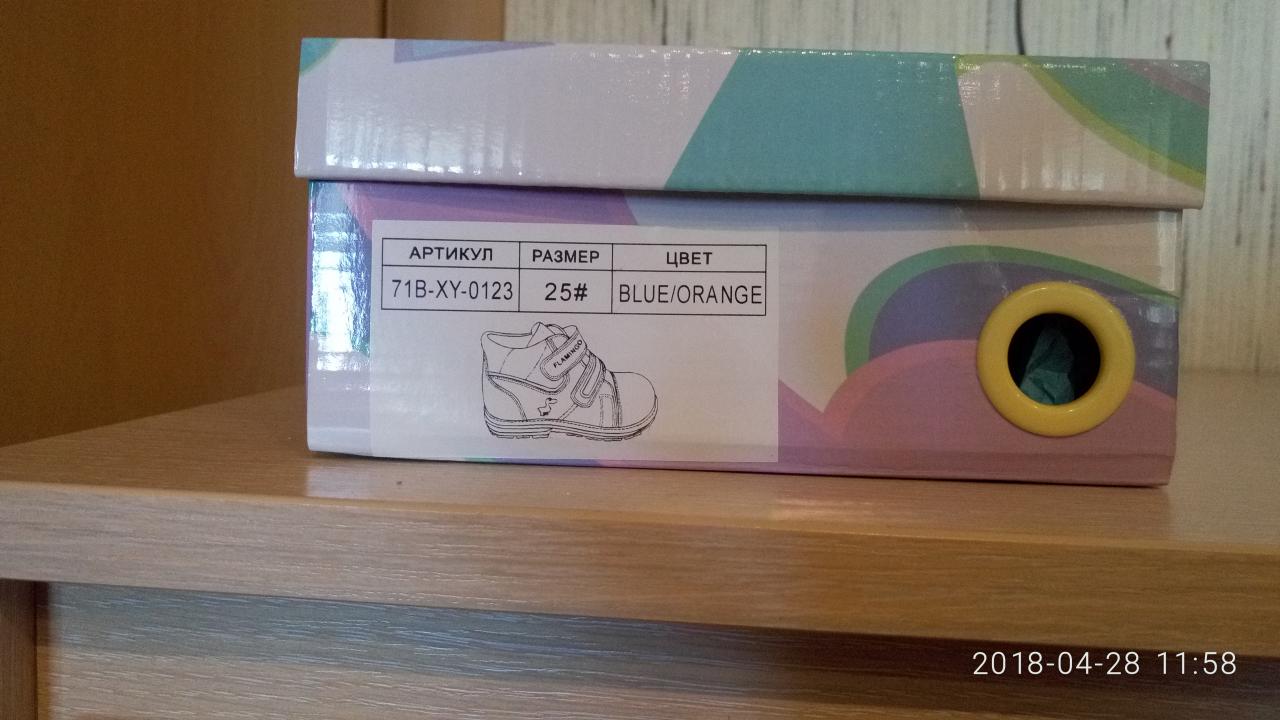 АРТИКУЛ РАЗМЕР ЦВЕТ
71B-XY-0123 25# BLUE/ORANGE
FLAMINGO
2018-04-28 11:58